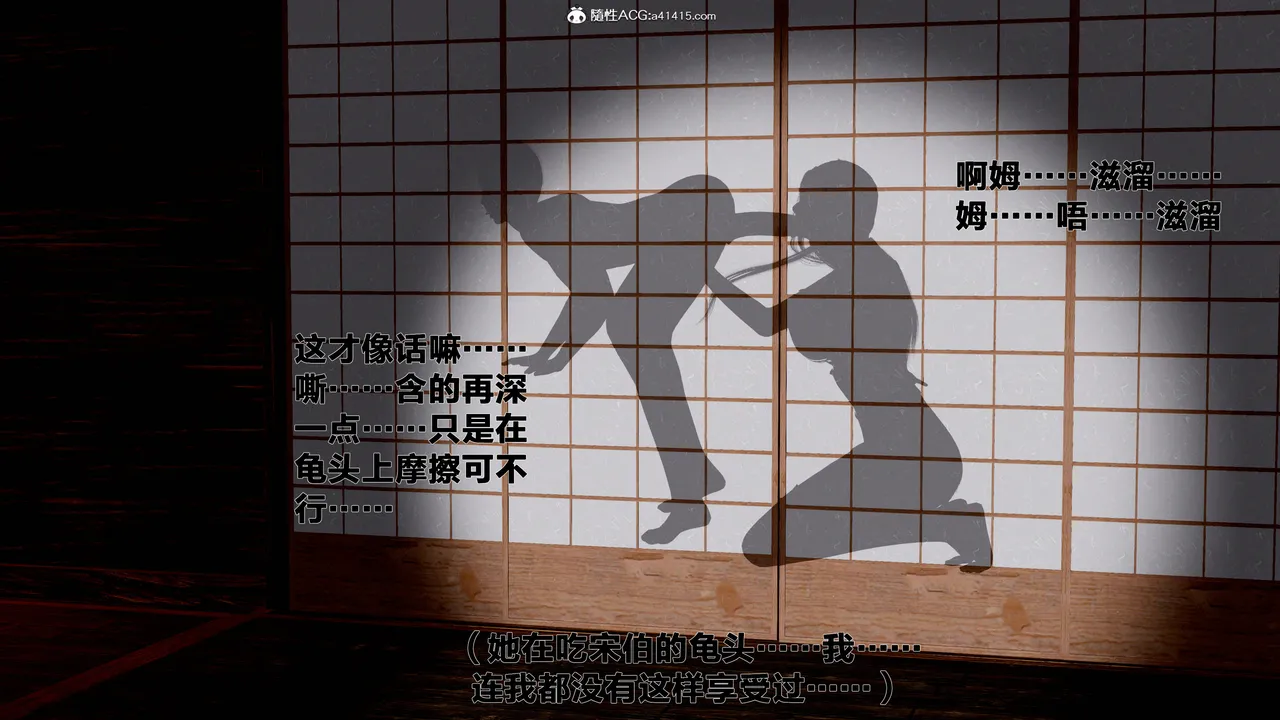 隨性ACG:a41415.com
啊姆……滋溜……
姆……唔……滋溜
这才像话嘛……
嘶……含的再深
一点……只是在
龟头上摩擦可不
行……
（她在吃宋伯的龟头……我……
连我都没有这样享受过……）